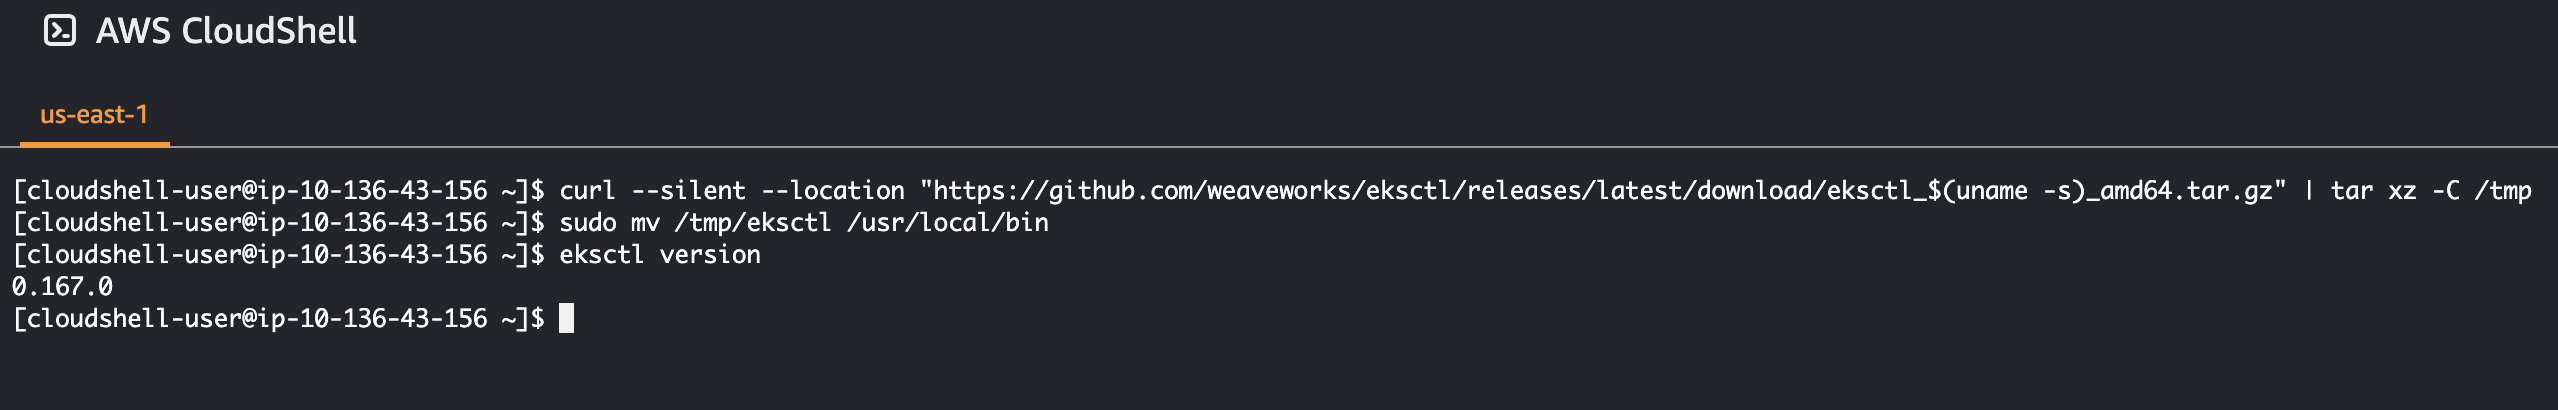 AWS CloudShell
us-east-1
[cloudshell-user@ip-10-136-43-156 ~]$ curl --silent --location "https://github.com/weaveworks/eksctl/releases/latest/download/eksctl_$(uname -s)_amd64.tar.gz" | tar xz -C /tmp
[cloudshell-user@ip-10-136-43-156 ~]$ sudo mv /tmp/eksctl /usr/local/bin
[cloudshell-user@ip-10-136-43-156 ~]$ eksctl version
0.167.0
[cloudshell-user@ip-10-136-43-156 ~]$